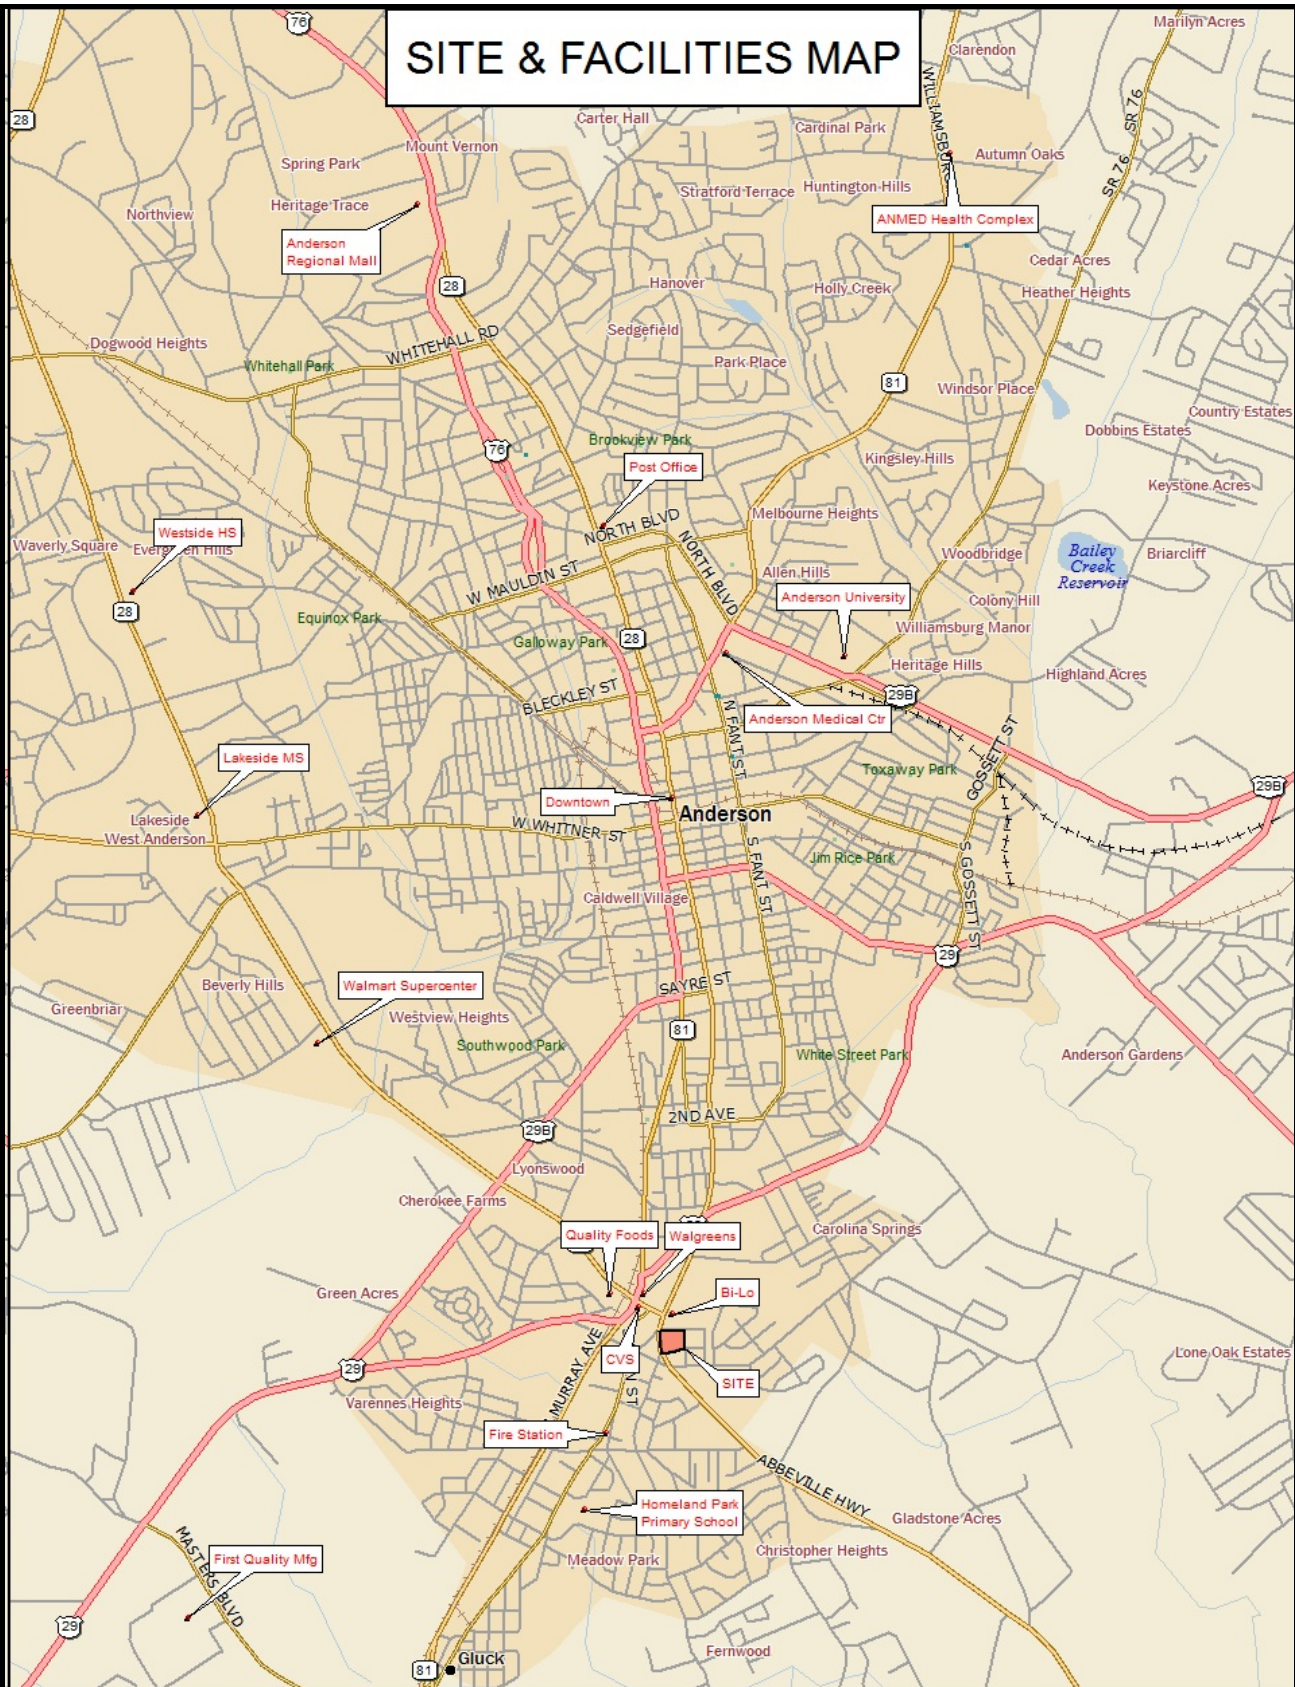 SITE & FACILITIES MAP
76
Marilyn Acres
Clarendon
28
Carter Hall
Cardinal Park
SR 76
Mount Vernon
Spring Park
Autumn Oaks
SR 76
Stratford Terrace
Huntington Hills
Heritage Trace
Northview
ANMED Health Complex
Anderson
Regional Mall
Cedar Acres
Hanover
Holly Creek
28
Heather Heights
Sedgefield
Dogwood Heights
WHITEHALL RD
Whitehall Park
Park Place
81
Windsor Place
Country Estates
Dobbins Estates
Brookview Park
76
Post Office
Kingsley Hills
Keystone Acres
Melbourne Heights
NORTH BLVD
Westside HS
Waverly Square
Woodbridge
Bailey
Creek
Reservoir
Briarcliff
NORTH BLVD
W MAULDIN ST
Allen Hills
Anderson University
Colony Hill
28
Equinox Park
Williamsburg Manor
Galloway Park
28
Heritage Hills
Highland Acres
BLECKLEY ST
29B
Anderson Medical Ctr
N FANT ST
Lakeside MS
GOSSETT ST
Toxaway Park
29B
Downtown
Anderson
Lakeside
West Anderson
W WHITNER ST
S FANT ST
Jim Rice Park
S GOSSETT ST
Caldwell Village
29
Walmart Supercenter
SAYRE ST
Beverly Hills
Greenbriar
Westview Heights
81
Southwood Park
White Street Park
Anderson Gardens
2ND AVE
29B
Lyonswood
Cherokee Farms
Quality Foods
Walgreens
Carolina Springs
Green Acres
Bi-Lo
CVS
29
Lone Oak Estates
SITE
MURRAY AVE
Varennes Heights
Fire Station
ABBEVILLE HWY
Homeland Park
Primary School
Gladstone Acres
MASTERS BLVD
First Quality Mfg
Meadow Park
Christopher Heights
29
Fernwood
81
Gluck